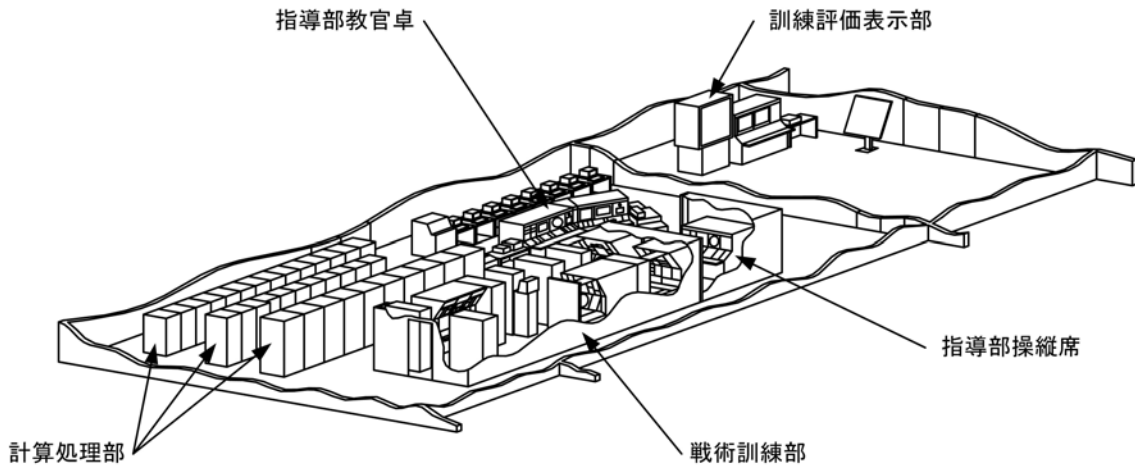 指導部教官卓
訓練評価表示部
指導部操縦席
計算処理部
戦術訓練部